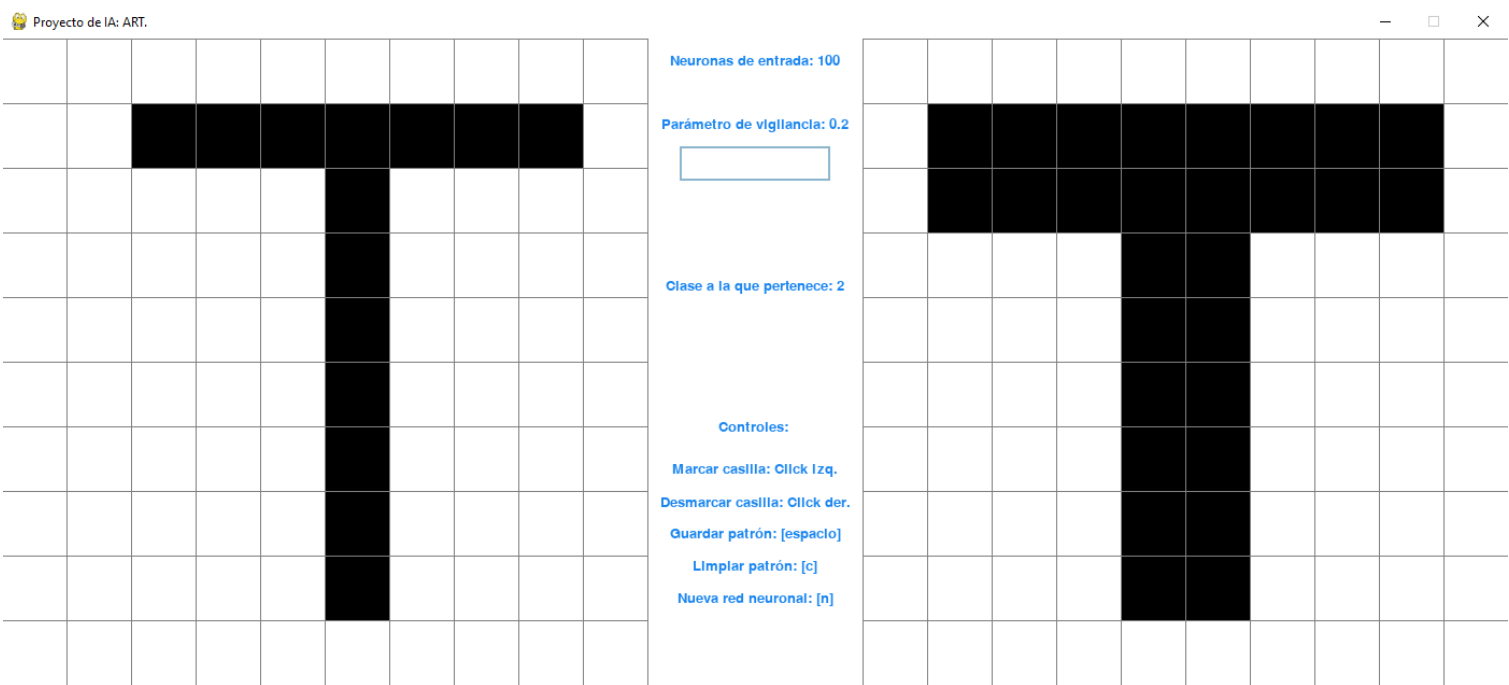 Proyecto de IA: ART.
Neuronas de entrada: 100
Parámetro de vigilancia: 0.2
Clase a la que pertenece: 2
Controles:
Marcar casilla: Click izq.
Desmarcar casilla: Click der.
Guardar patrón: [espacio]
Limpiar patrón: [c]
Nueva red neuronal: [n]